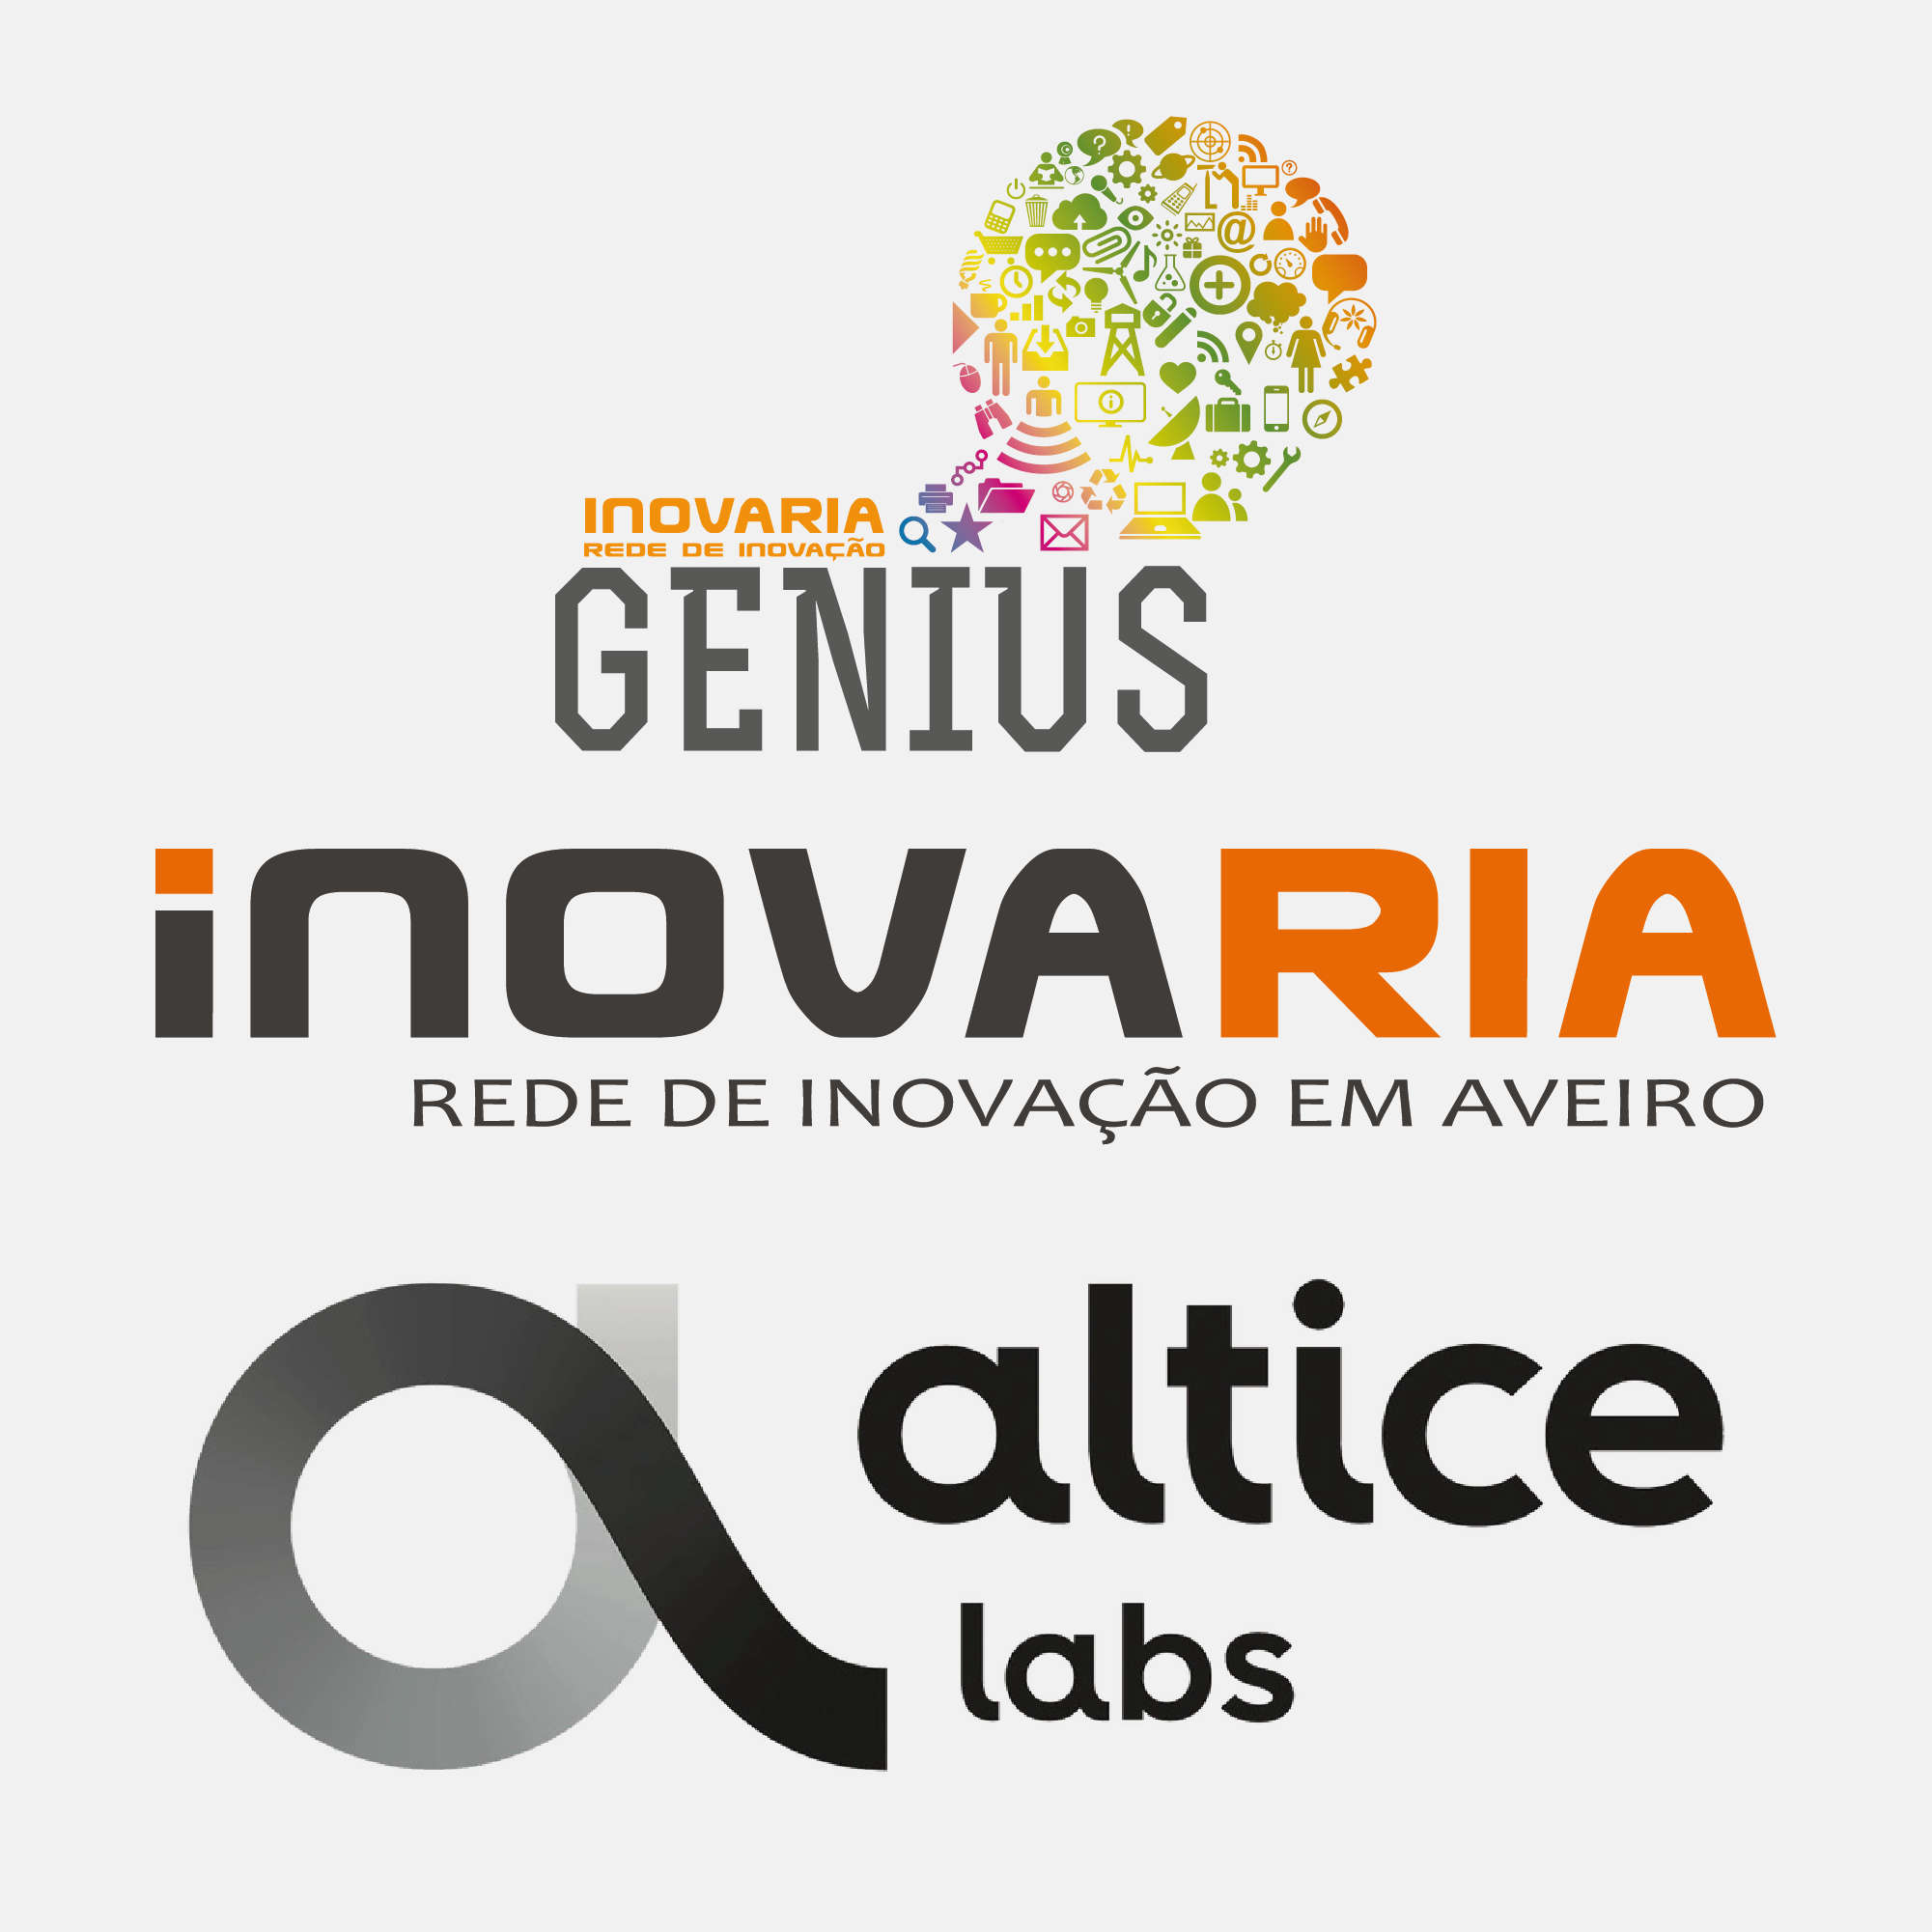 INOVARIA
REDE DE INOVAÇÃO
GENIUS
iNOVARIA
REDE DE INOVAÇÃO EM AVEIRO
altice
labs